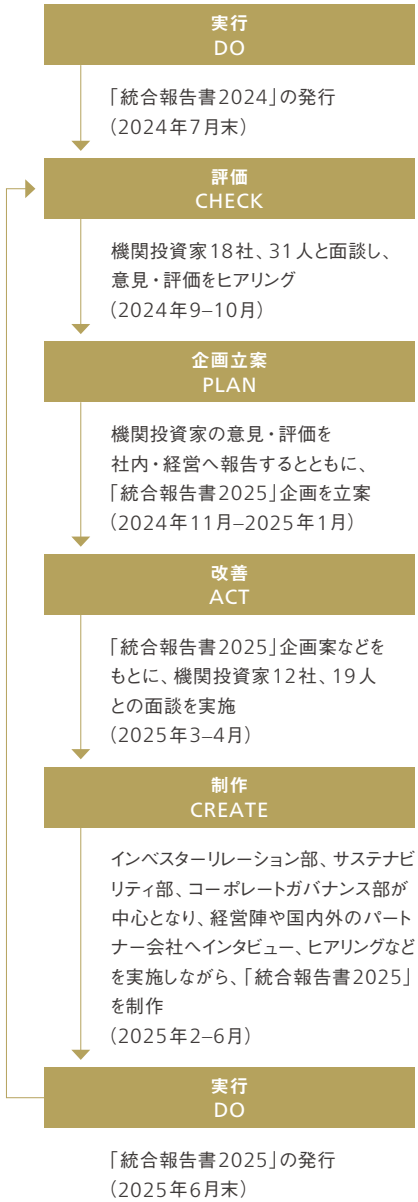 実行
DO
「統合報告書2024」の発行
（2024年7月末）
評価
CHECK
機関投資家18社、31人と面談し、
意見・評価をヒアリング
（2024年9–10月）
企画立案
PLAN
機関投資家の意見・評価を
社内・経営へ報告するとともに、
「統合報告書2025」企画を立案
（2024年11月–2025年1月）
改善
ACT
「統合報告書2025」企画案などを
もとに、機関投資家12社、19人
との面談を実施
（2025年3–4月）
制作
CREATE
インベスターリレーション部、サステナビ
リティ部、コーポレートガバナンス部が
中心となり、経営陣や国内外のパート
ナー会社へインタビュー、ヒアリングなど
を実施しながら、「統合報告書2025」
を制作
（2025年2–6月）
実行
DO
「統合報告書2025」の発行
（2025年6月末）